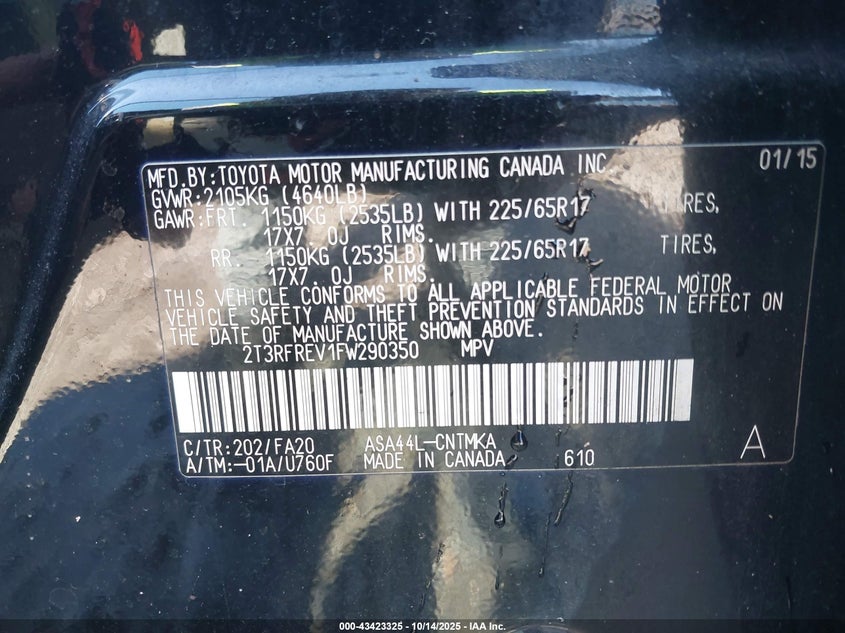 MFD.BY:TOYOTA MOTOR MANUFACTURING CANADA INC. 01/15
GVWR:2105KG (4640LB)
GAWR:FRT. 1150KG (2535LB) WITH 225/65R17 TIRES,
17X7.0J RIMS.
RR. 1150KG (2535LB) WITH 225/65R17 TIRES,
17X7.0J RIMS.
THIS VEHICLE CONFORMS TO ALL APPLICABLE FEDERAL MOTOR
VEHICLE SAFETY AND THEFT PREVENTION STANDARDS IN EFFECT ON
THE DATE OF MANUFACTURE SHOWN ABOVE.
2T3RFREV1FW290350 MPV
C/TR:202/FA20 ASA44L-CNTMKA A
A/TM:-01A/U760F MADE IN CANADA 610
000-43423325 - 10/14/2025 - IAA Inc.